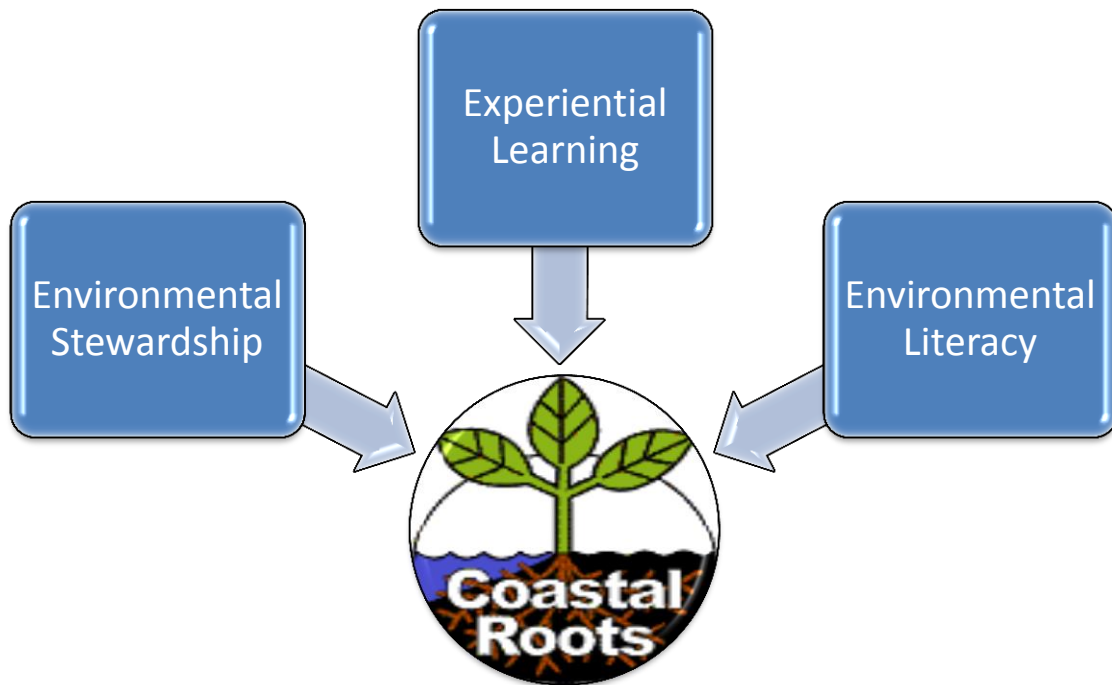 Experiential
Learning
Environmental
Stewardship
Environmental
Literacy
Coastal
Roots